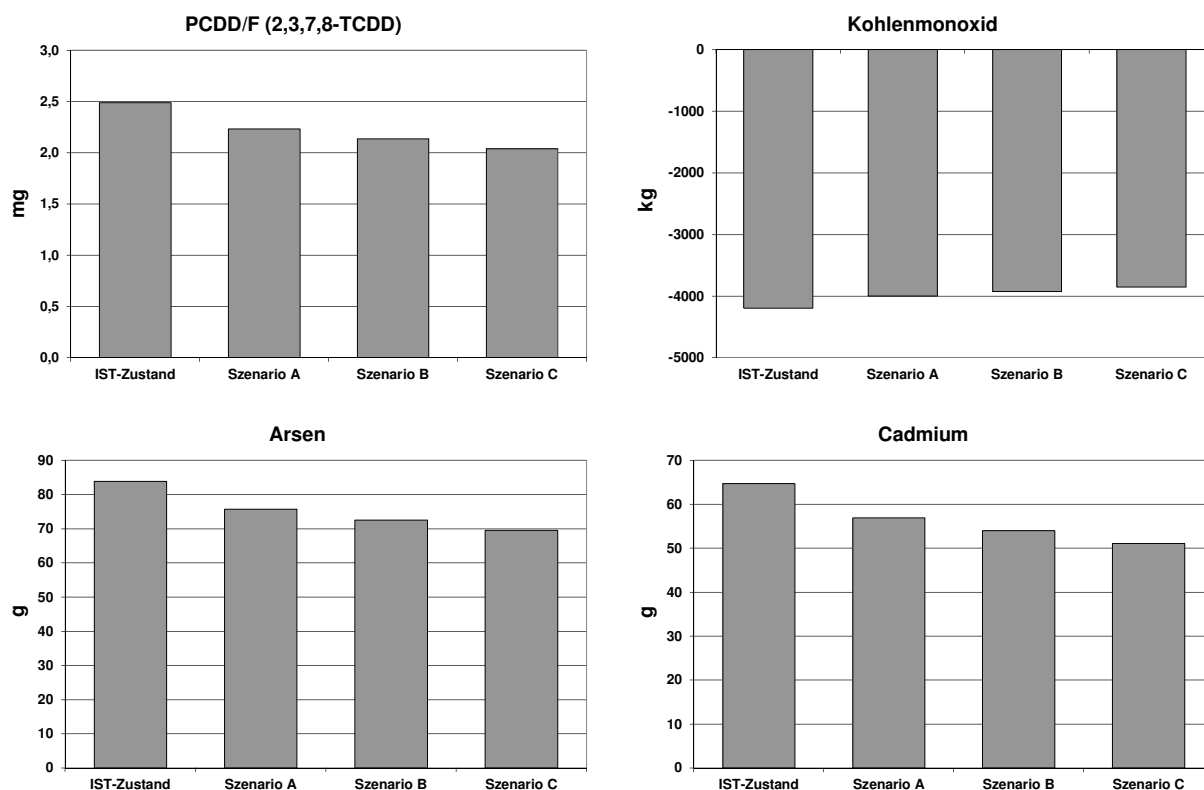 PCDD/F (2,3,7,8-TCDD)
3,0
2,5
2,0
1,5
1,0
0,5
0,0
mg
IST-Zustand Szenario A Szenario B Szenario C
Kohlenmonoxid
0
-1000
-2000
-3000
-4000
-5000
kg
IST-Zustand Szenario A Szenario B Szenario C
Arsen
90
80
70
60
50
40
30
20
10
0
g
IST-Zustand Szenario A Szenario B Szenario C
Cadmium
70
60
50
40
30
20
10
0
g
IST-Zustand Szenario A Szenario B Szenario C